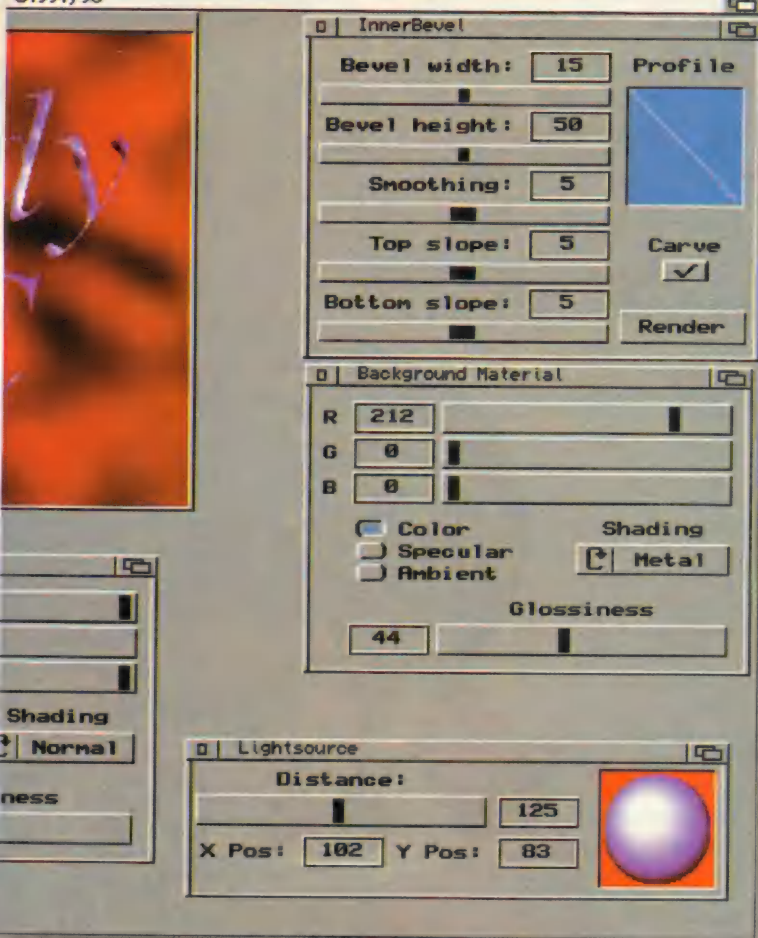 InnerBevel
Bevel width: 15 Profile
Bevel height: 50
Smoothing: 5
Top slope: 5 Carve
Bottom slope: 5
Render
Background Material
R 212
G 0
B 0
Color Shading
Specular Metal
Ambient
Glossiness
44
Shading
Normal
ness
Lightsource
Distance:
125
X Pos: 102 Y Pos: 83
ly